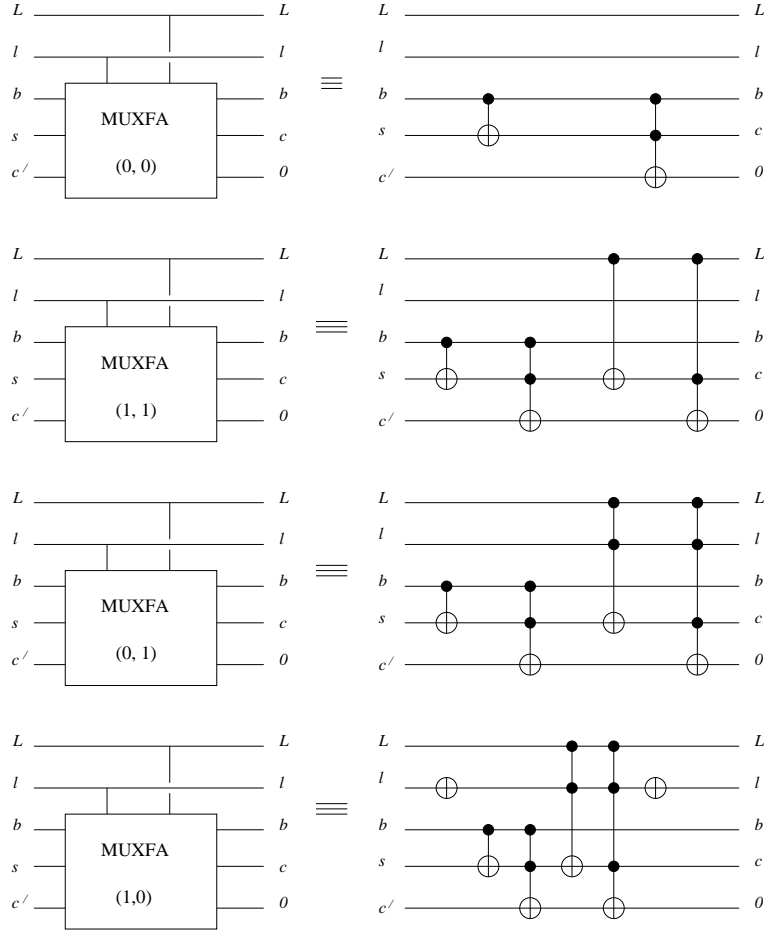 L L L L
l l l l
b MUXFA b ≡ b b
s (0, 0) c s c
c′ 0 c′ 0
L L L L
l l l l
b MUXFA b ≡ b b
s (1, 1) c s c
c′ 0 c′ 0
L L L L
l l l l
b MUXFA b ≡ b b
s (0, 1) c s c
c′ 0 c′ 0
L L L L
l l l l
b MUXFA b ≡ b b
s (1,0) c s c
c′ 0 c′ 0